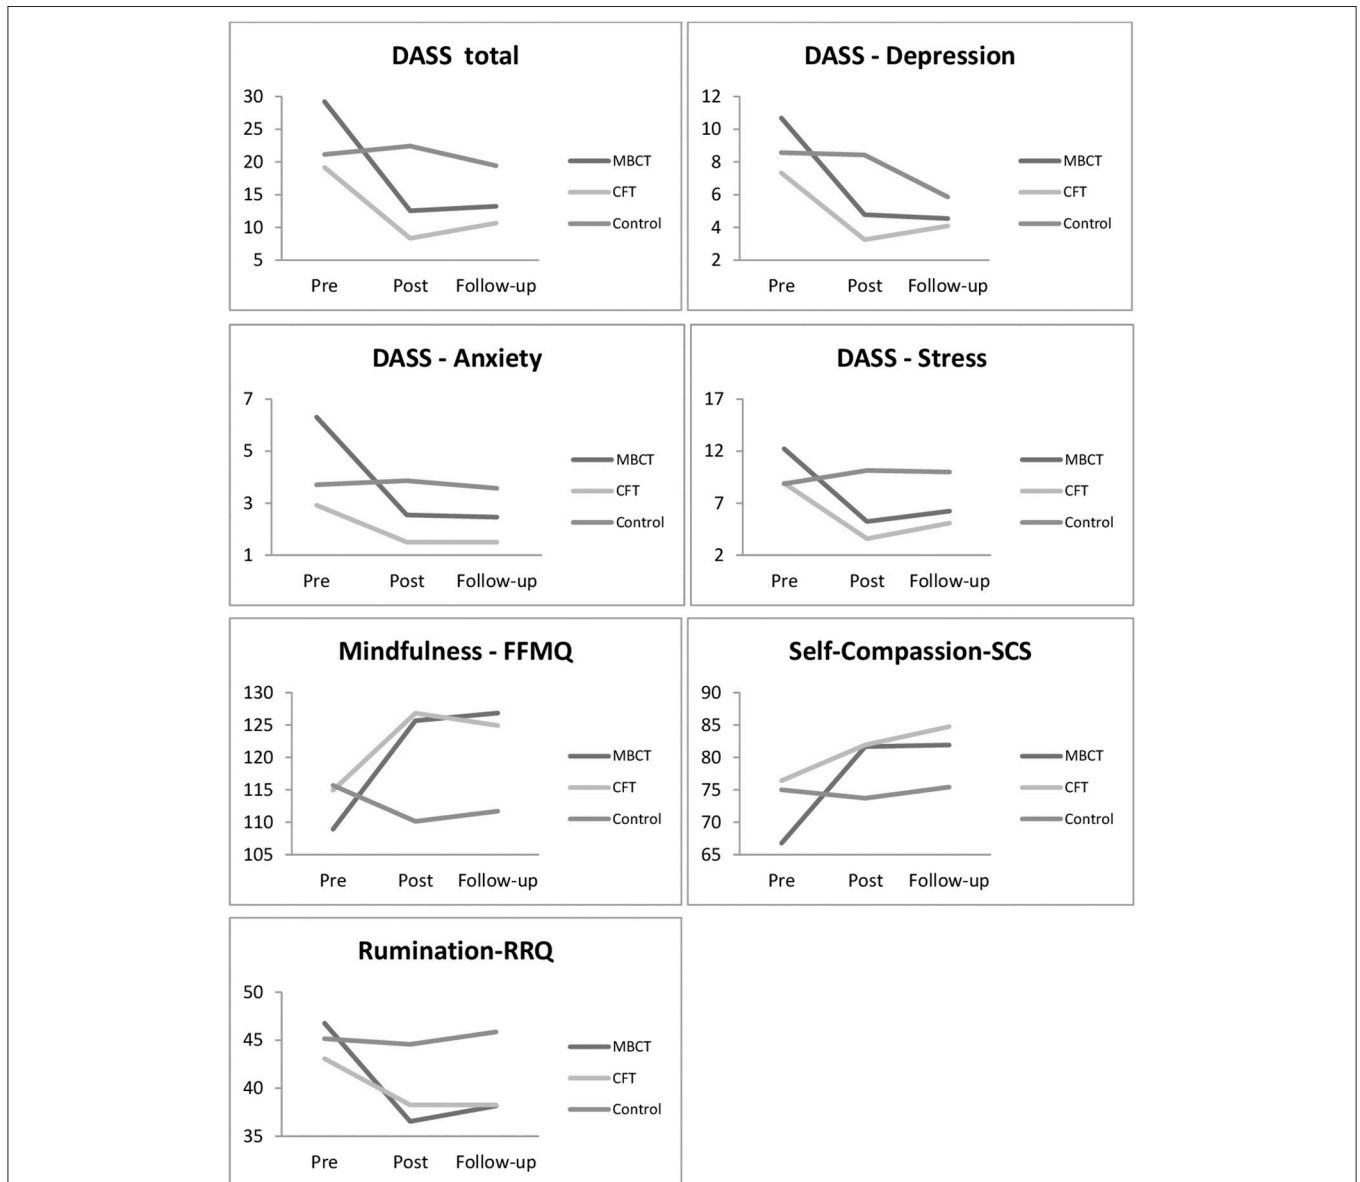 DASS  total
30
25
20
15
10
5
Pre Post Follow-up
MBCT
CFT
Control
DASS - Depression
12
10
8
6
4
2
Pre Post Follow-up
MBCT
CFT
Control
DASS - Anxiety
7
5
3
1
Pre Post Follow-up
MBCT
CFT
Control
DASS - Stress
17
12
7
2
Pre Post Follow-up
MBCT
CFT
Control
Mindfulness - FFMQ
130
125
120
115
110
105
Pre Post Follow-up
MBCT
CFT
Control
Self-Compassion-SCS
90
85
80
75
70
65
Pre Post Follow-up
MBCT
CFT
Control
Rumination-RRQ
50
45
40
35
Pre Post Follow-up
MBCT
CFT
Control